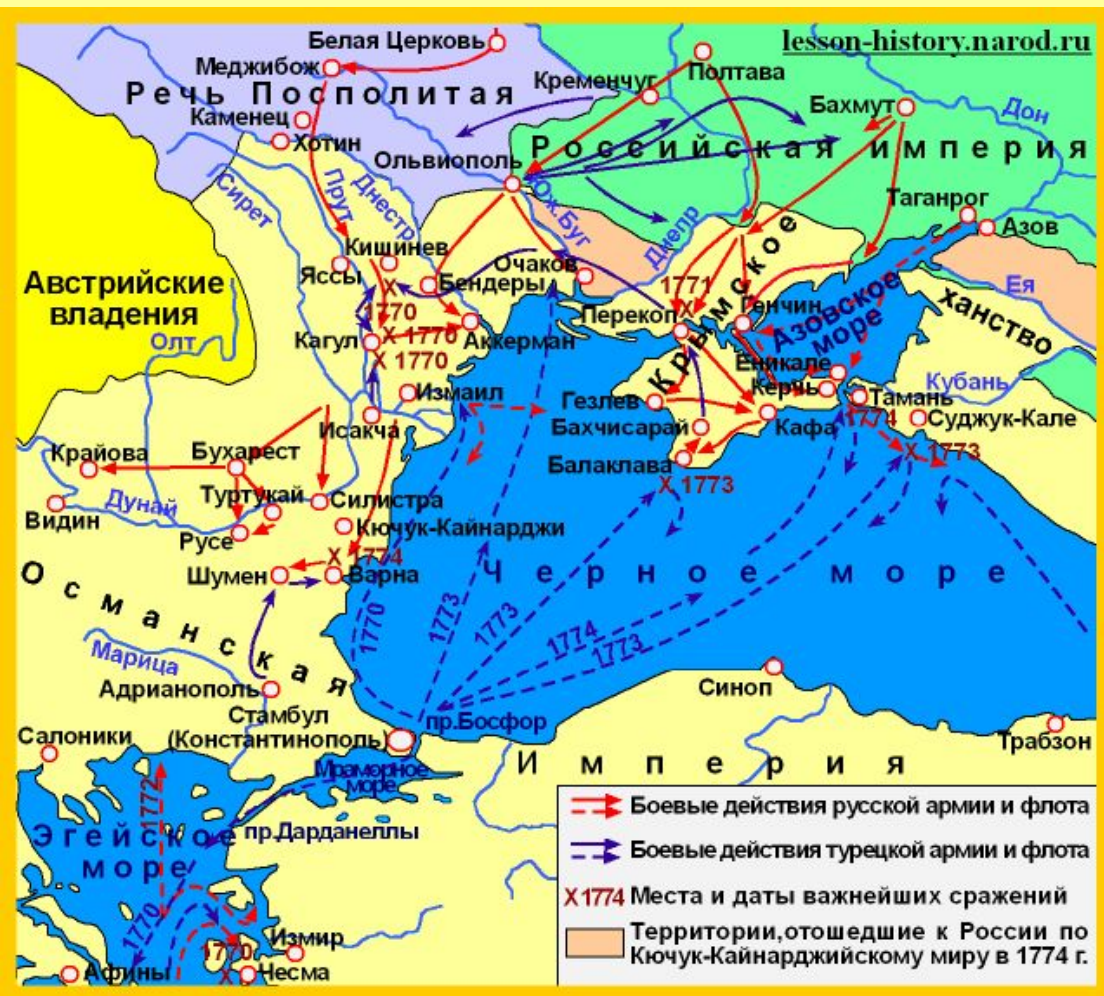 lesson-history.narod.ru
Белая Церковь
Меджибож
Речь Посполитая
Кременчуг
Полтава
Бахмут
Дон
Каменец
Хотин
Ольвиополь
Российская империя
Сирет
Прут
Днестр
Юж.Буг
Днепр
Таганрог
Азов
Кишинев
Яссы
Бендеры
Очаков
1771
X
Перекоп
Генчин
Крымское
ханство
Азовское
море
Ея
Австрийские
владения
Олт
X
1770
X 1770
X 1770
Кагул
Аккерман
Измаил
Исакча
Еникале
Керчь
Тамань
1774
Кубань
Суджук-Кале
X 1773
Гезлев
Бахчисарай
Кафа
Балаклава
X 1773
Крайова
Бухарест
Видин
Дунай
Туртукай
Силистра
Русе
Кючук-Кайнарджи
X 1774
Шумен
Варна
Черное море
1770
1773
1773
1774
1773
Османская
Империя
Марица
Адрианополь
Стамбул
(Константинополь)
пр.Босфор
Синоп
Трабзон
Салоники
Мраморное
море
пр.Дарданеллы
Эгейское
море
1772
1770
1770
X
Измир
Чесма
Афины
Боевые действия русской армии и флота
Боевые действия турецкой армии и флота
X1774 Места и даты важнейших сражений
Территории,отошедшие к России по
Кючук-Кайнарджийскому миру в 1774 г.